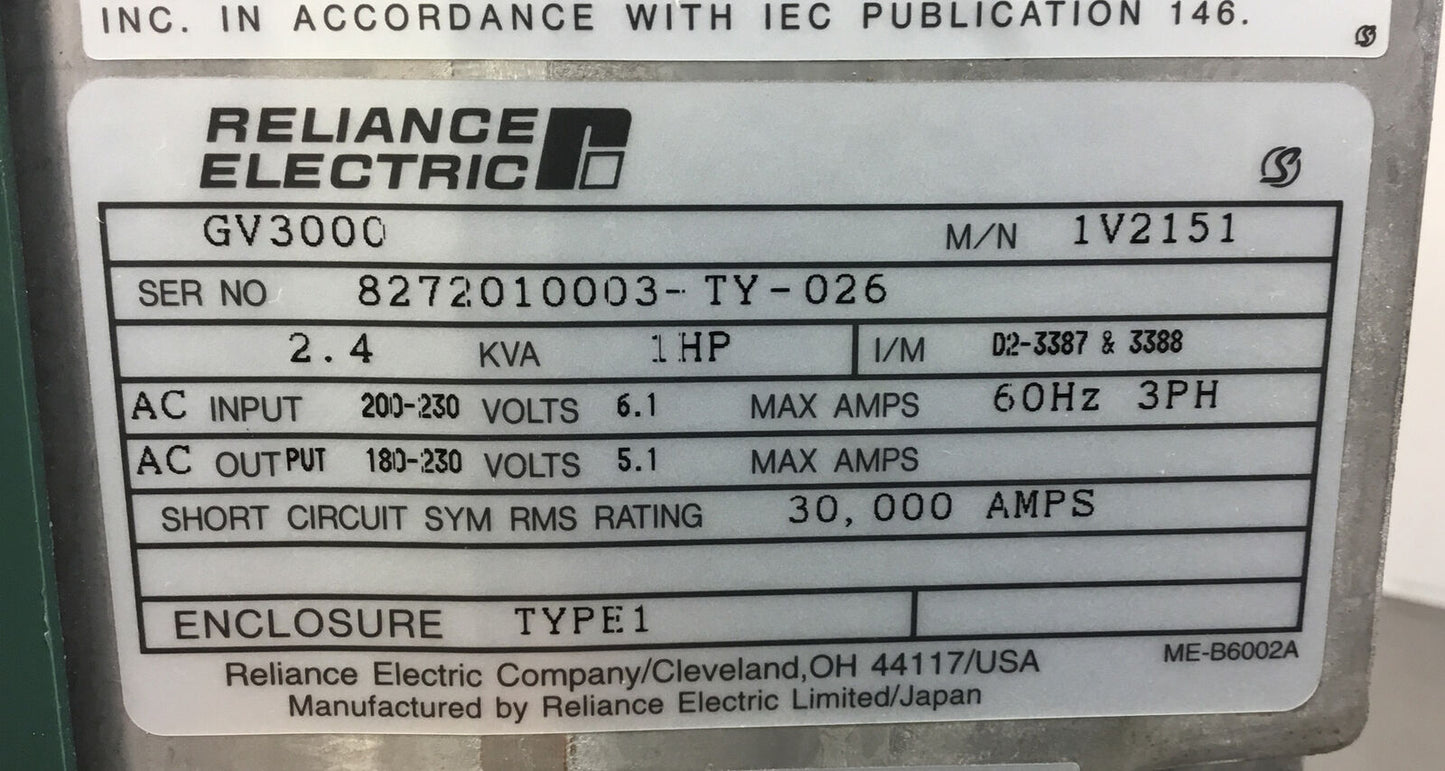 INC. IN ACCORDANCE WITH IEC PUBLICATION 146.
RELIANCE
ELECTRIC
GV3000 M/N 1V2151
SER NO 8272010003-TY-026
2.4 KVA 1HP I/M D2-3387 & 3388
AC INPUT 200-230 VOLTS 6.1 MAX AMPS 60Hz 3PH
AC OUTPUT 180-230 VOLTS 5.1 MAX AMPS
SHORT CIRCUIT SYM RMS RATING 30,000 AMPS
ENCLOSURE TYPE1
ME-B6002A
Reliance Electric Company/Cleveland,OH 44117/USA
Manufactured by Reliance Electric Limited/Japan